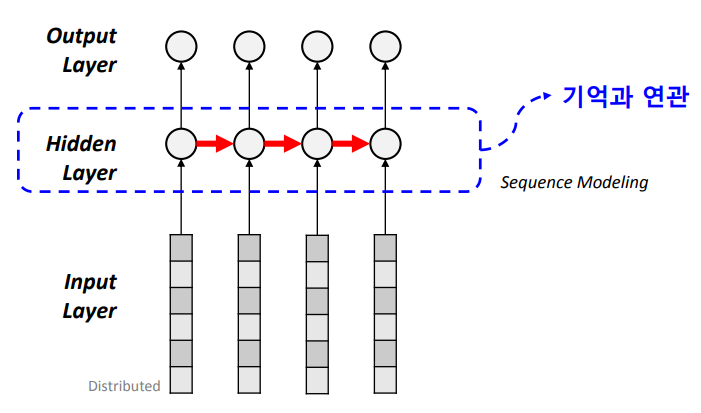 Output
Layer
기억과 연관
Hidden
Layer
Sequence Modeling
Input
Layer
Distributed